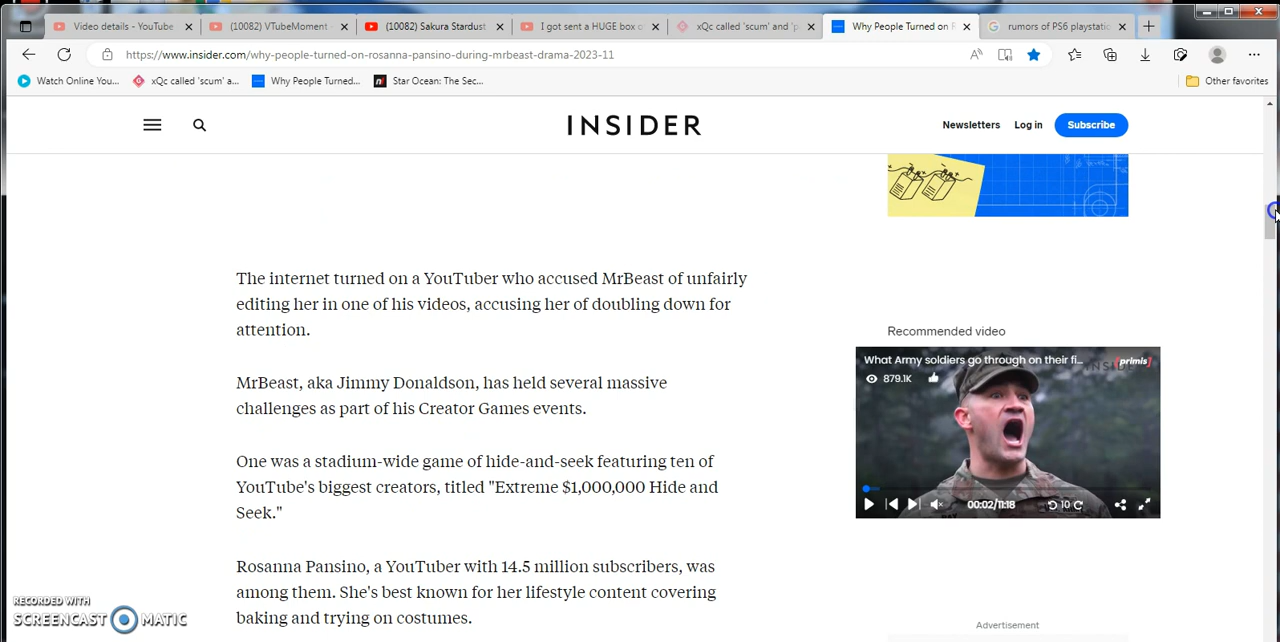 Video details - YouTube
(10082) VTubeMoment -
(10082) Sakura Stardust
I got sent a HUGE box o
xQc called 'scum' and 'p
Why People Turned on R
rumors of PS6 playstatio
https://www.insider.com/why-people-turned-on-rosanna-pansino-during-mrbeast-drama-2023-11
Watch Online You...
xQc called 'scum' a...
Why People Turned...
Star Ocean: The Sec...
Other favorites
INSIDER
Newsletters
Log in
Subscribe
The internet turned on a YouTuber who accused MrBeast of unfairly
editing her in one of his videos, accusing her of doubling down for
attention.
MrBeast, aka Jimmy Donaldson, has held several massive
challenges as part of his Creator Games events.
One was a stadium-wide game of hide-and-seek featuring ten of
YouTube's biggest creators, titled "Extreme $1,000,000 Hide and
Seek."
Rosanna Pansino, a YouTuber with 14.5 million subscribers, was
among them. She's best known for her lifestyle content covering
baking and trying on costumes.
Recommended video
What Army soldiers go through on their fi...
[primis]
INSIDER
879.1K
00:02/11:18
10
Advertisement
RECORDED WITH
SCREENCAST MATIC